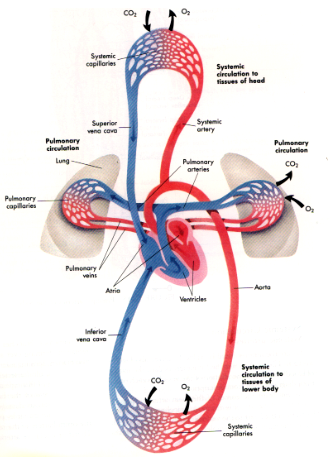 CO2
O2
Systemic
capillaries
Systemic
circulation to
tissues of head
Superior
vena cava
Systemic
artery
Pulmonary
circulation
Lung
Pulmonary
arteries
Pulmonary
circulation
CO2
Pulmonary
capillaries
O2
Pulmonary
veins
Atria
Ventricles
Aorta
Inferior
vena cava
Systemic
circulation to
tissues of
lower body
CO2
O2
Systemic
capillaries